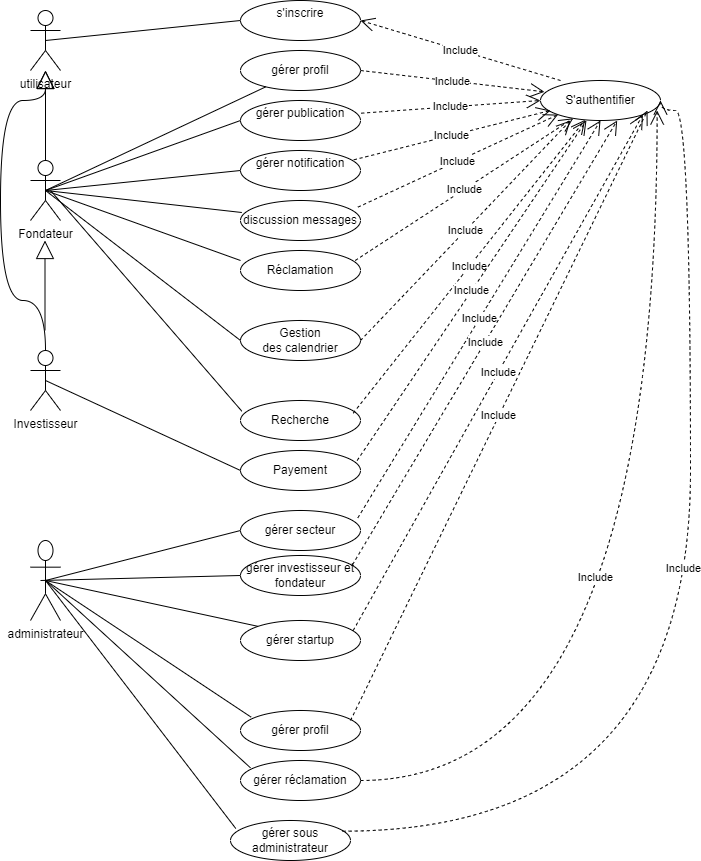 s'inscrire
Include
gérer profil
Include
utilisateur
S'authentifier
Include
gérer publication
Include
gérer notification
Include
discussion messages
Include
Fondateur
Include
Réclamation
Include
Include
Gestion
des calendrier
Include
Include
Include
Investisseur
Include
Recherche
Payement
gérer secteur
gérer investisseur et
fondateur
Include
Include
administrateur
gérer startup
gérer profil
gérer réclamation
gérer sous
administrateur